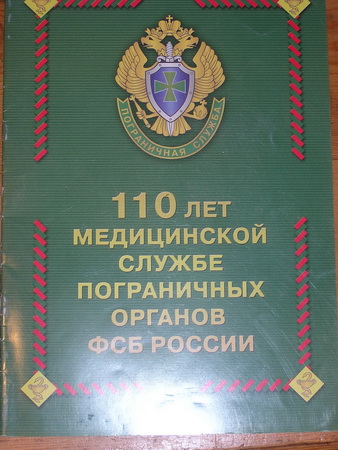 ПОГРАНИЧНАЯ СЛУЖБА
110 ЛЕТ
МЕДИЦИНСКОЙ
СЛУЖБЕ
ПОГРАНИЧНЫХ
ОРГАНОВ
ФСБ РОССИИ